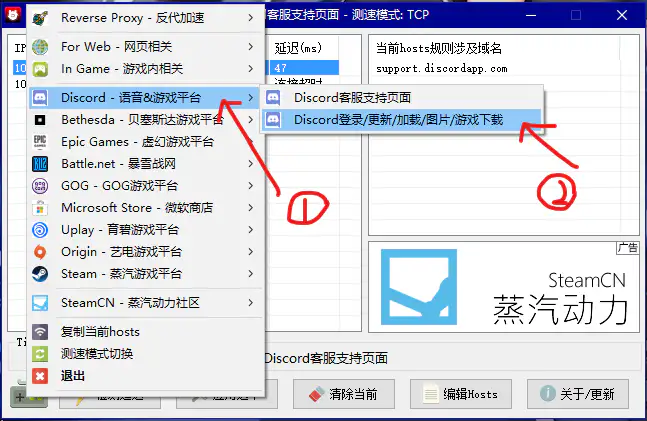 客服支持页面 - 测速模式: TCP
Reverse Proxy - 反代加速
For Web - 网页相关
In Game - 游戏内相关
Discord - 语音&游戏平台
Bethesda - 贝塞斯达游戏平台
Epic Games - 虚幻游戏平台
Battle.net - 暴雪战网
GOG - GOG游戏平台
Microsoft Store - 微软商店
Uplay - 育碧游戏平台
Origin - 艺电游戏平台
Steam - 蒸汽游戏平台
SteamCN - 蒸汽动力社区
复制当前hosts
测速模式切换
退出
延迟(ms)
47
Discord客服支持页面
Discord登录/更新/加载/图片/游戏下载
①
②
当前hosts规则涉及域名
support.discordapp.com
广告
SteamCN
蒸汽动力
Discord客服支持页面
清除当前
编辑Hosts
关于/更新